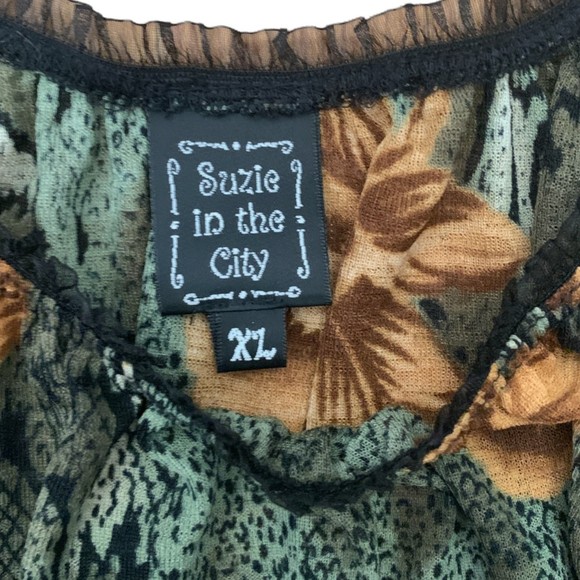 Suzie
in the
City
XL